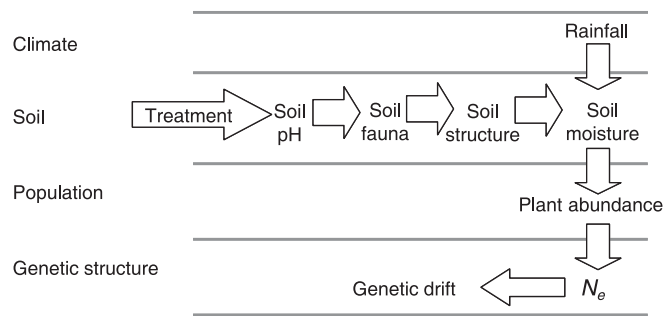 Climate
Rainfall
Soil
Treatment
Soil
pH
Soil
fauna
Soil
structure
Soil
moisture
Population
Plant abundance
Genetic structure
Genetic drift
Ne